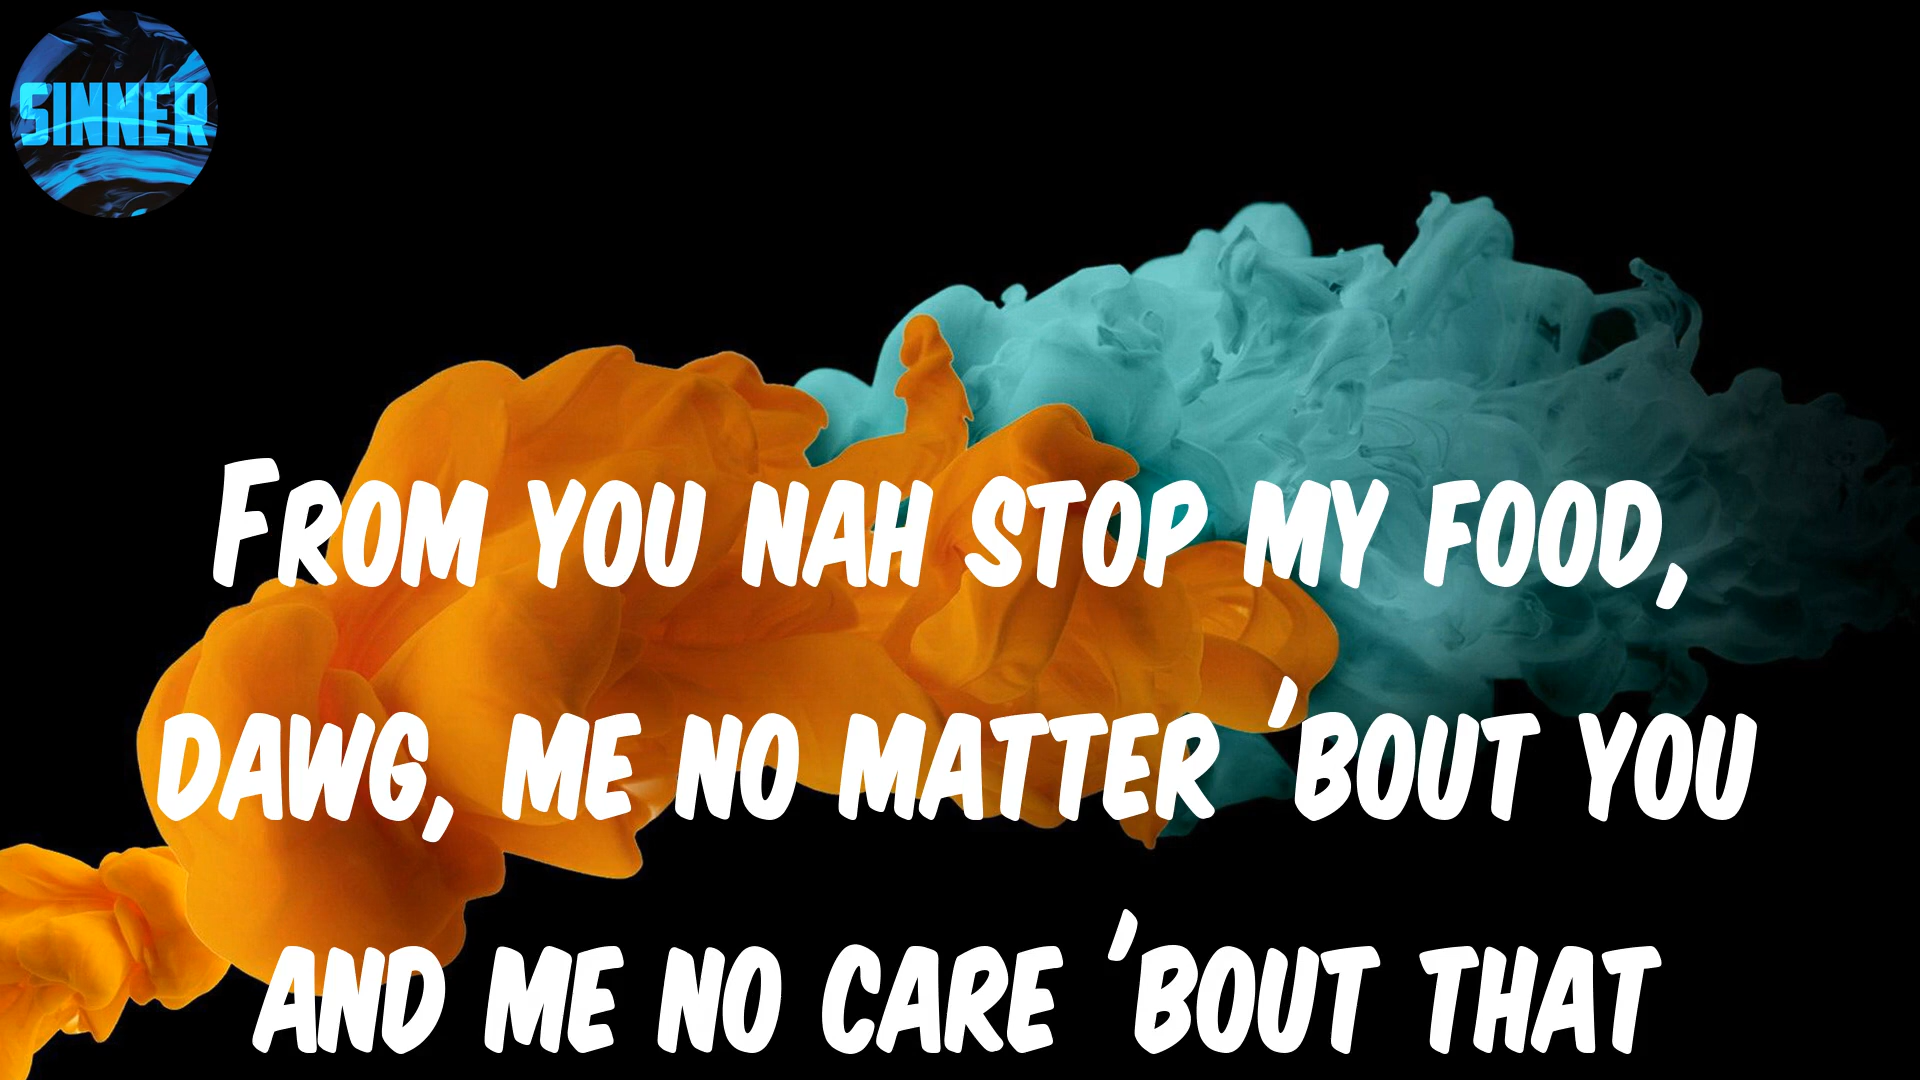 SINNER
FROM YOU NAH STOP MY FOOD,
DAWG, ME NO MATTER 'BOUT YOU
AND ME NO CARE 'BOUT THAT